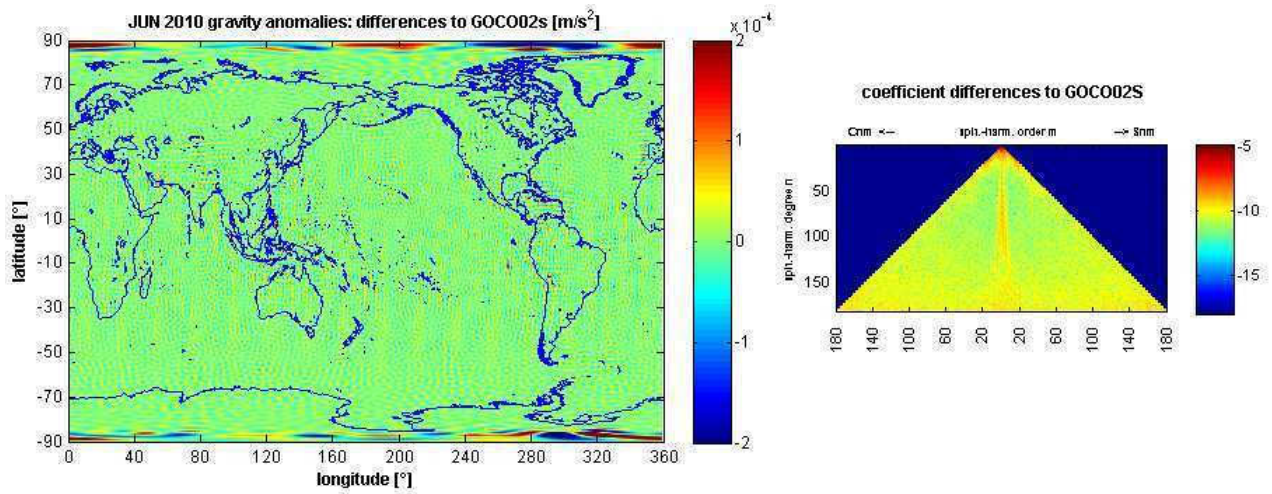 JUN 2010 gravity anomalies: differences to GOCO02s [m/s²]
x 10⁻⁴
90
70
50
30
10
-10
-30
-50
-70
-90
latitude [°]
0 40 80 120 160 200 240 280 320 360
longitude [°]
2
1
0
-1
-2
coefficient differences to GOCO02S
Cnm <-- sph.-harm. order m --> Snm
sph.-harm. degree n
50
100
150
180 140 100 60 20 20 60 100 140 180
-5
-10
-15